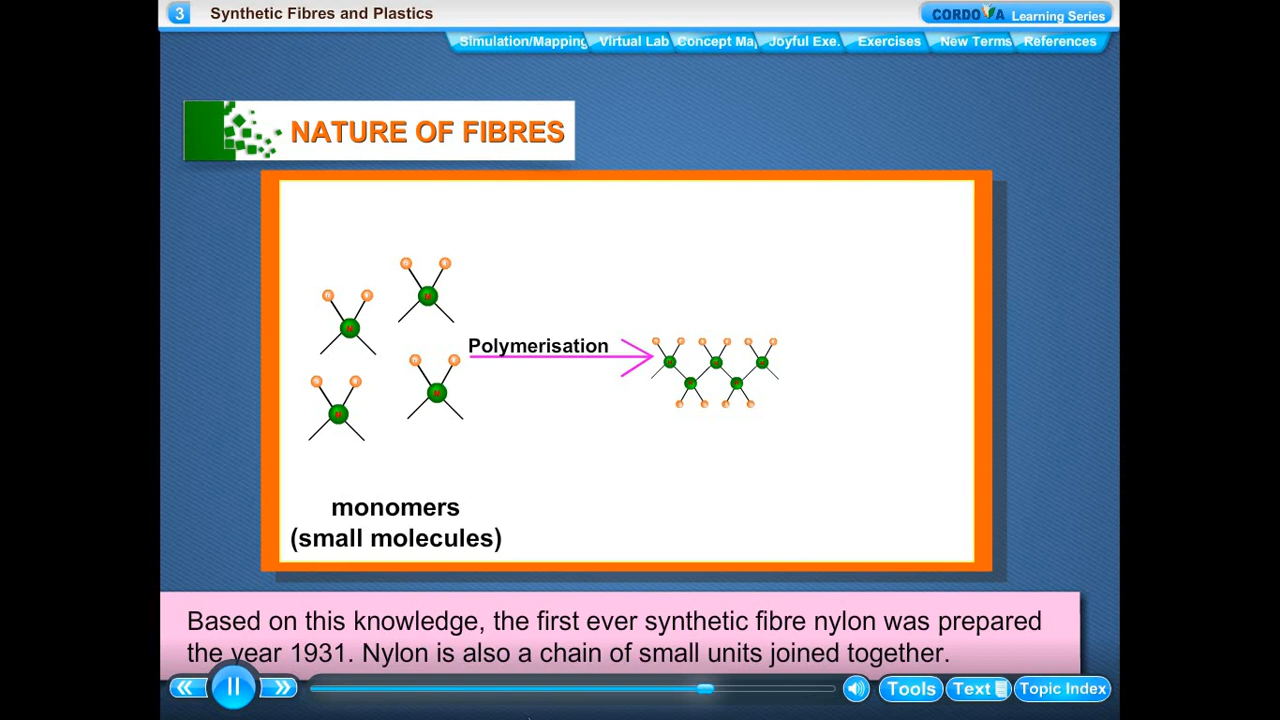 3 Synthetic Fibres and Plastics
CORDOVA Learning Series
Simulation/Mapping Virtual Lab Concept Ma Joyful Exe. Exercises New Terms References
NATURE OF FIBRES
Polymerisation
monomers
(small molecules)
Based on this knowledge, the first ever synthetic fibre nylon was prepared
the year 1931. Nylon is also a chain of small units joined together.
Tools Text Topic Index